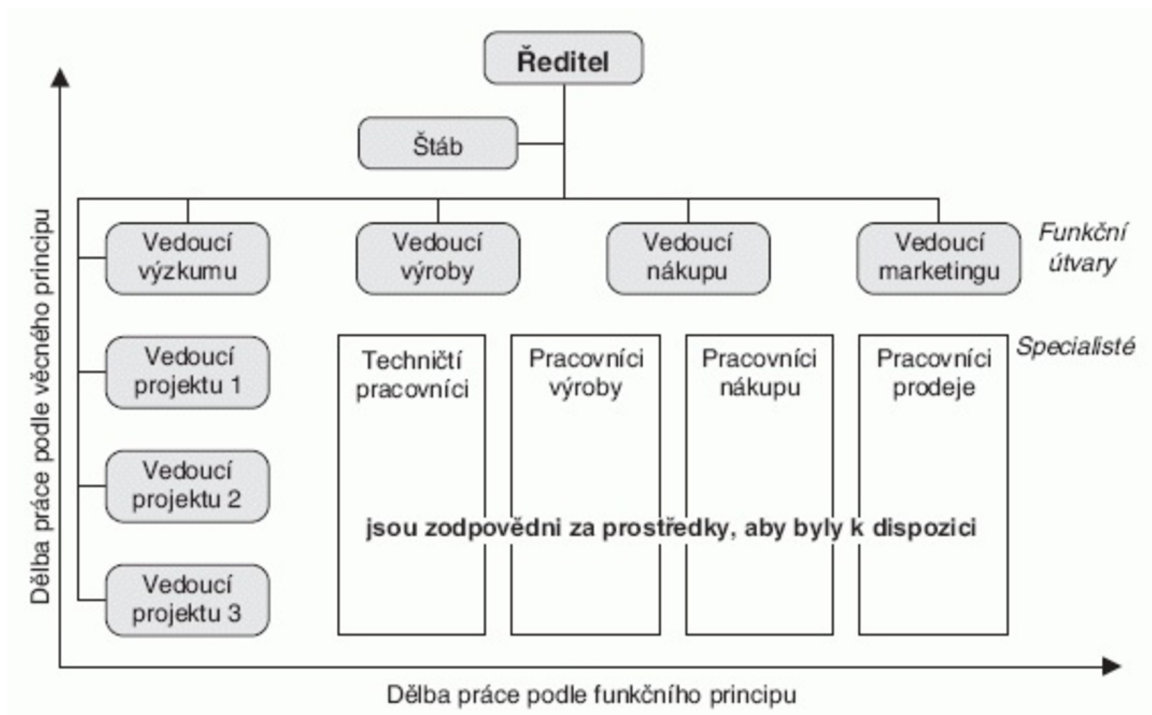 Ředitel
Štáb
Vedoucí
výzkumu
Vedoucí
výroby
Vedoucí
nákupu
Vedoucí
marketingu
Funkční
útvary
Vedoucí
projektu 1
Techničtí
pracovníci
Pracovníci
výroby
Pracovníci
nákupu
Pracovníci
prodeje
Specialisté
Vedoucí
projektu 2
jsou zodpovědni za prostředky, aby byly k dispozici
Vedoucí
projektu 3
Dělba práce podle věcného principu
Dělba práce podle funkčního principu